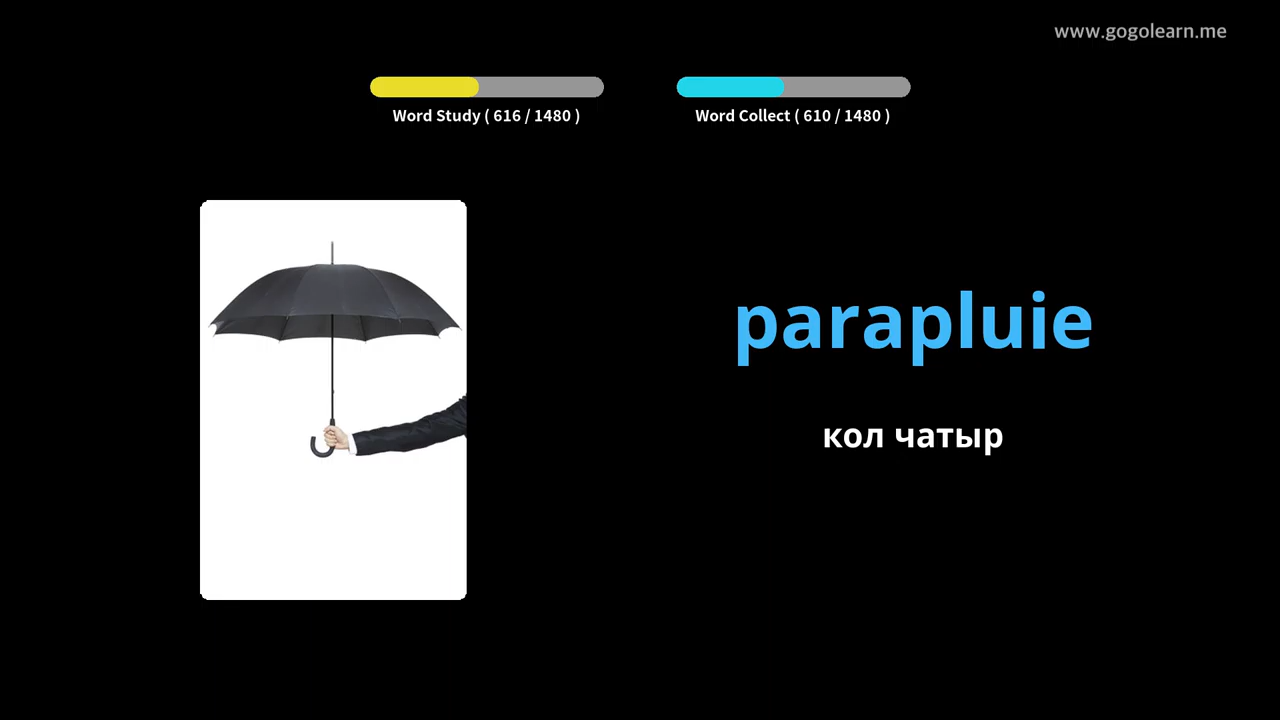 www.gogolearn.me
Word Study ( 616 / 1480 )
Word Collect ( 610 / 1480 )
parapluie
кол чатыр